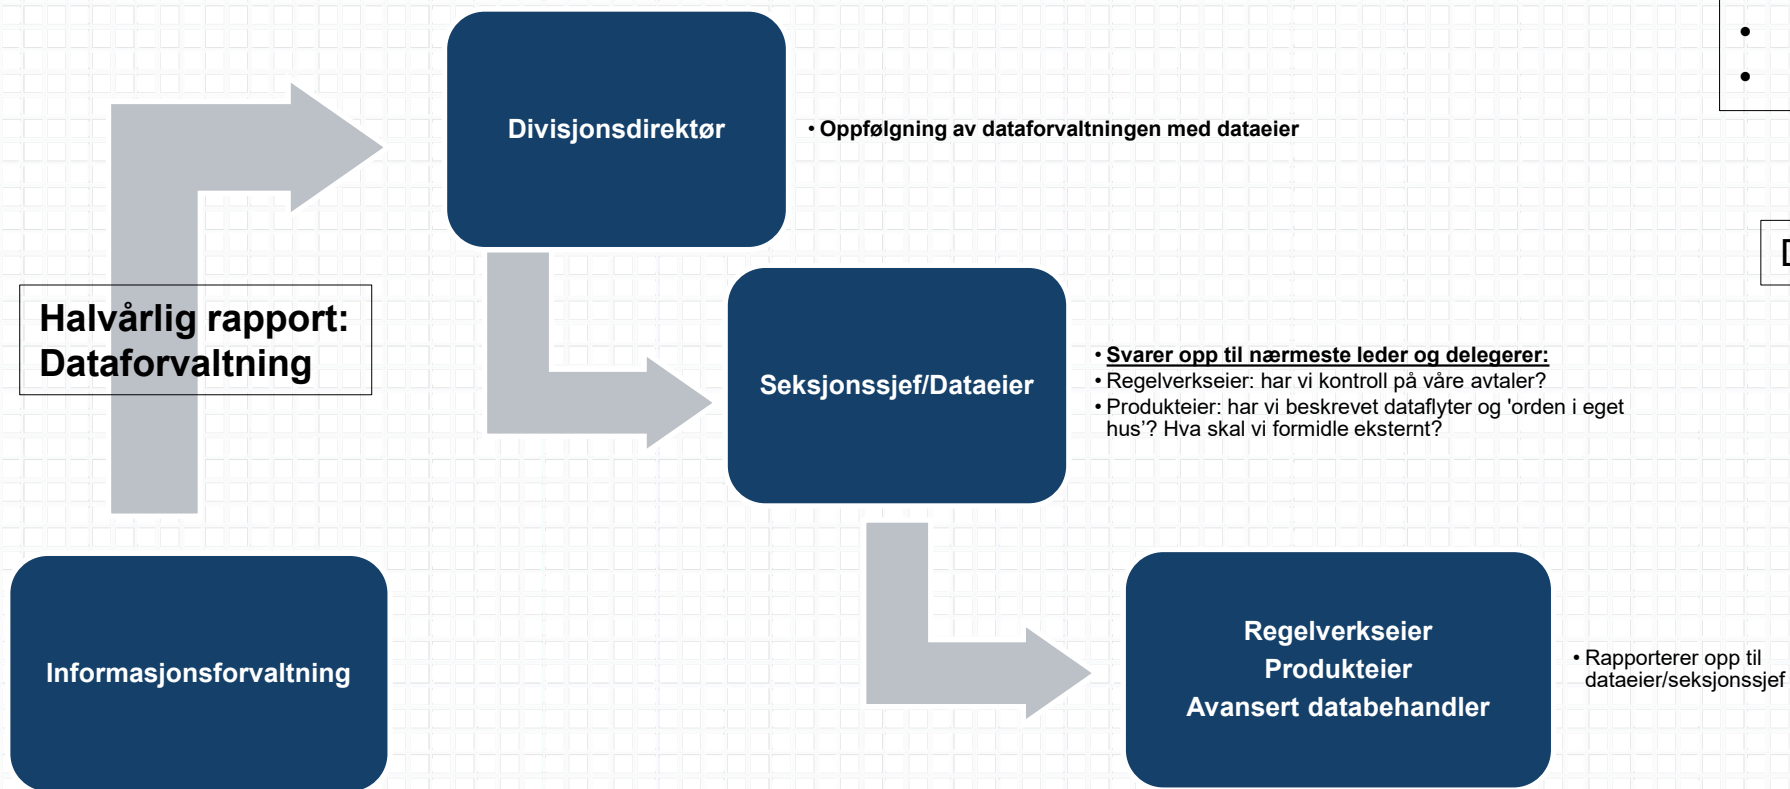 Divisjonsdirektør
• Oppfølgning av dataforvaltningen med dataeier
Halvårlig rapport:
Dataforvaltning
Seksjonssjef/Dataeier
• Svarer opp til nærmeste leder og delegerer:
• Regelverkseier: har vi kontroll på våre avtaler?
• Produkteier: har vi beskrevet dataflyter og 'orden i eget
hus’? Hva skal vi formidle eksternt?
Informasjonsforvaltning
Regelverkseier
Produkteier
Avansert databehandler
• Rapporterer opp til
dataeier/seksjonssjef